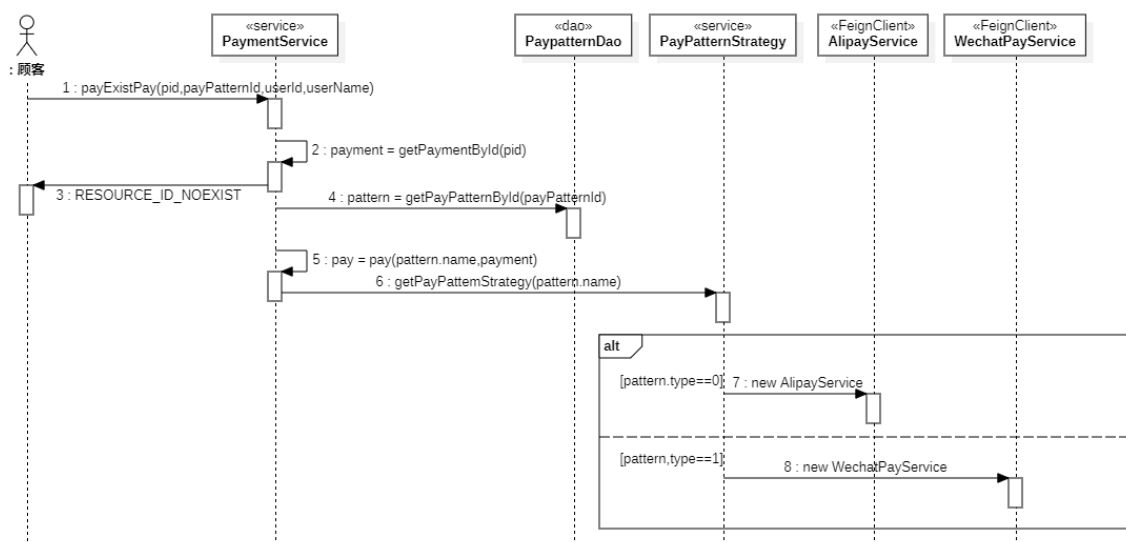 «service»
PaymentService
«dao»
PaypatternDao
«service»
PayPatternStrategy
«FeignClient»
AlipayService
«FeignClient»
WechatPayService
: 顾客
1 : payExistPay(pid,payPatternId,userId,userName)
2 : payment = getPaymentById(pid)
3 : RESOURCE_ID_NOEXIST
4 : pattern = getPayPatternById(payPatternId)
5 : pay = pay(pattern.name,payment)
6 : getPayPattemStrategy(pattern.name)
alt
[pattern.type==0]
7 : new AlipayService
[pattern,type==1]
8 : new WechatPayService